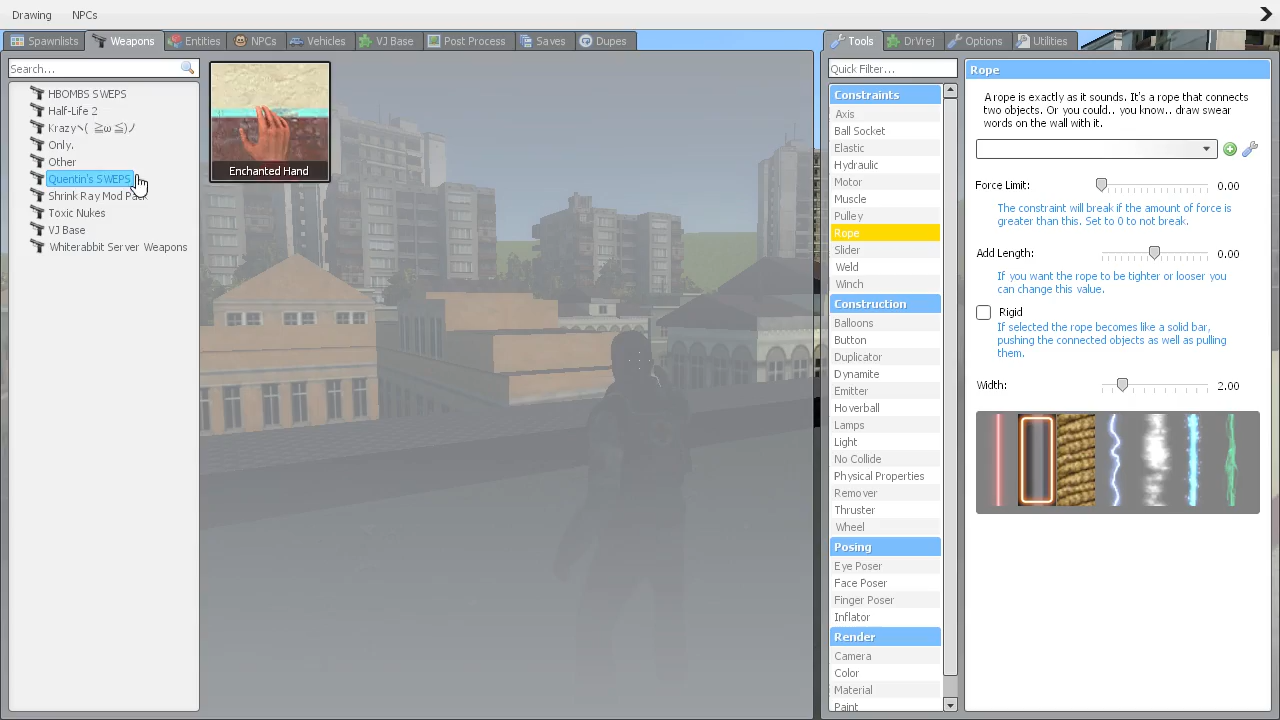 Drawing NPCs
Spawnlists Weapons Entities NPCs Vehicles VJ Base Post Process Saves Dupes
Search...
HBOMBS SWEPS
Half-Life 2
Krazyヽ( ≧ω≦)ノ
Only.
Other
Quentin's SWEPS
Shrink Ray Mod Pack
Toxic Nukes
VJ Base
Whiterabbit Server Weapons
Enchanted Hand
Tools DrVrej Options Utilities
Quick Filter...
Constraints
Axis
Ball Socket
Elastic
Hydraulic
Motor
Muscle
Pulley
Rope
Slider
Weld
Winch
Construction
Balloons
Button
Duplicator
Dynamite
Emitter
Hoverball
Lamps
Light
No Collide
Physical Properties
Remover
Thruster
Wheel
Posing
Eye Poser
Face Poser
Finger Poser
Inflator
Render
Camera
Color
Material
Paint
Rope
A rope is exactly as it sounds. It's a rope that connects
two objects. Or you could.. you know.. draw swear
words on the wall with it.
Force Limit: 0.00
The constraint will break if the amount of force is
greater than this. Set to 0 to not break.
Add Length: 0.00
If you want the rope to be tighter or looser you
can change this value.
Rigid
If selected the rope becomes like a solid bar,
pushing the connected objects as well as pulling
them.
Width: 2.00